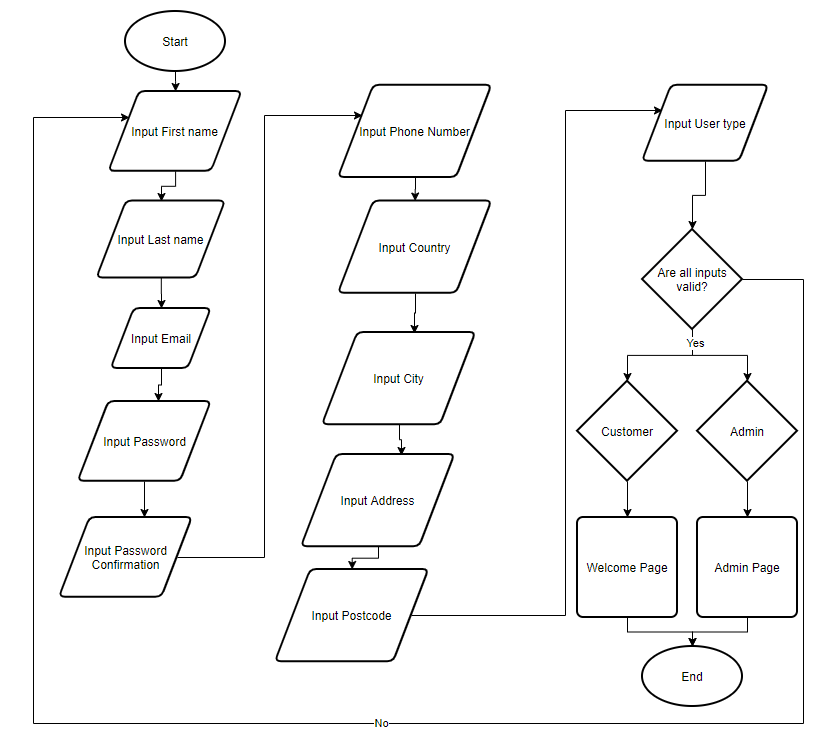 Start
Input First name
Input Last name
Input Email
Input Password
Input Password
Confirmation
Input Phone Number
Input Country
Input City
Input Address
Input Postcode
Input User type
Are all inputs
valid?
Yes
Customer
Admin
Welcome Page
Admin Page
End
No